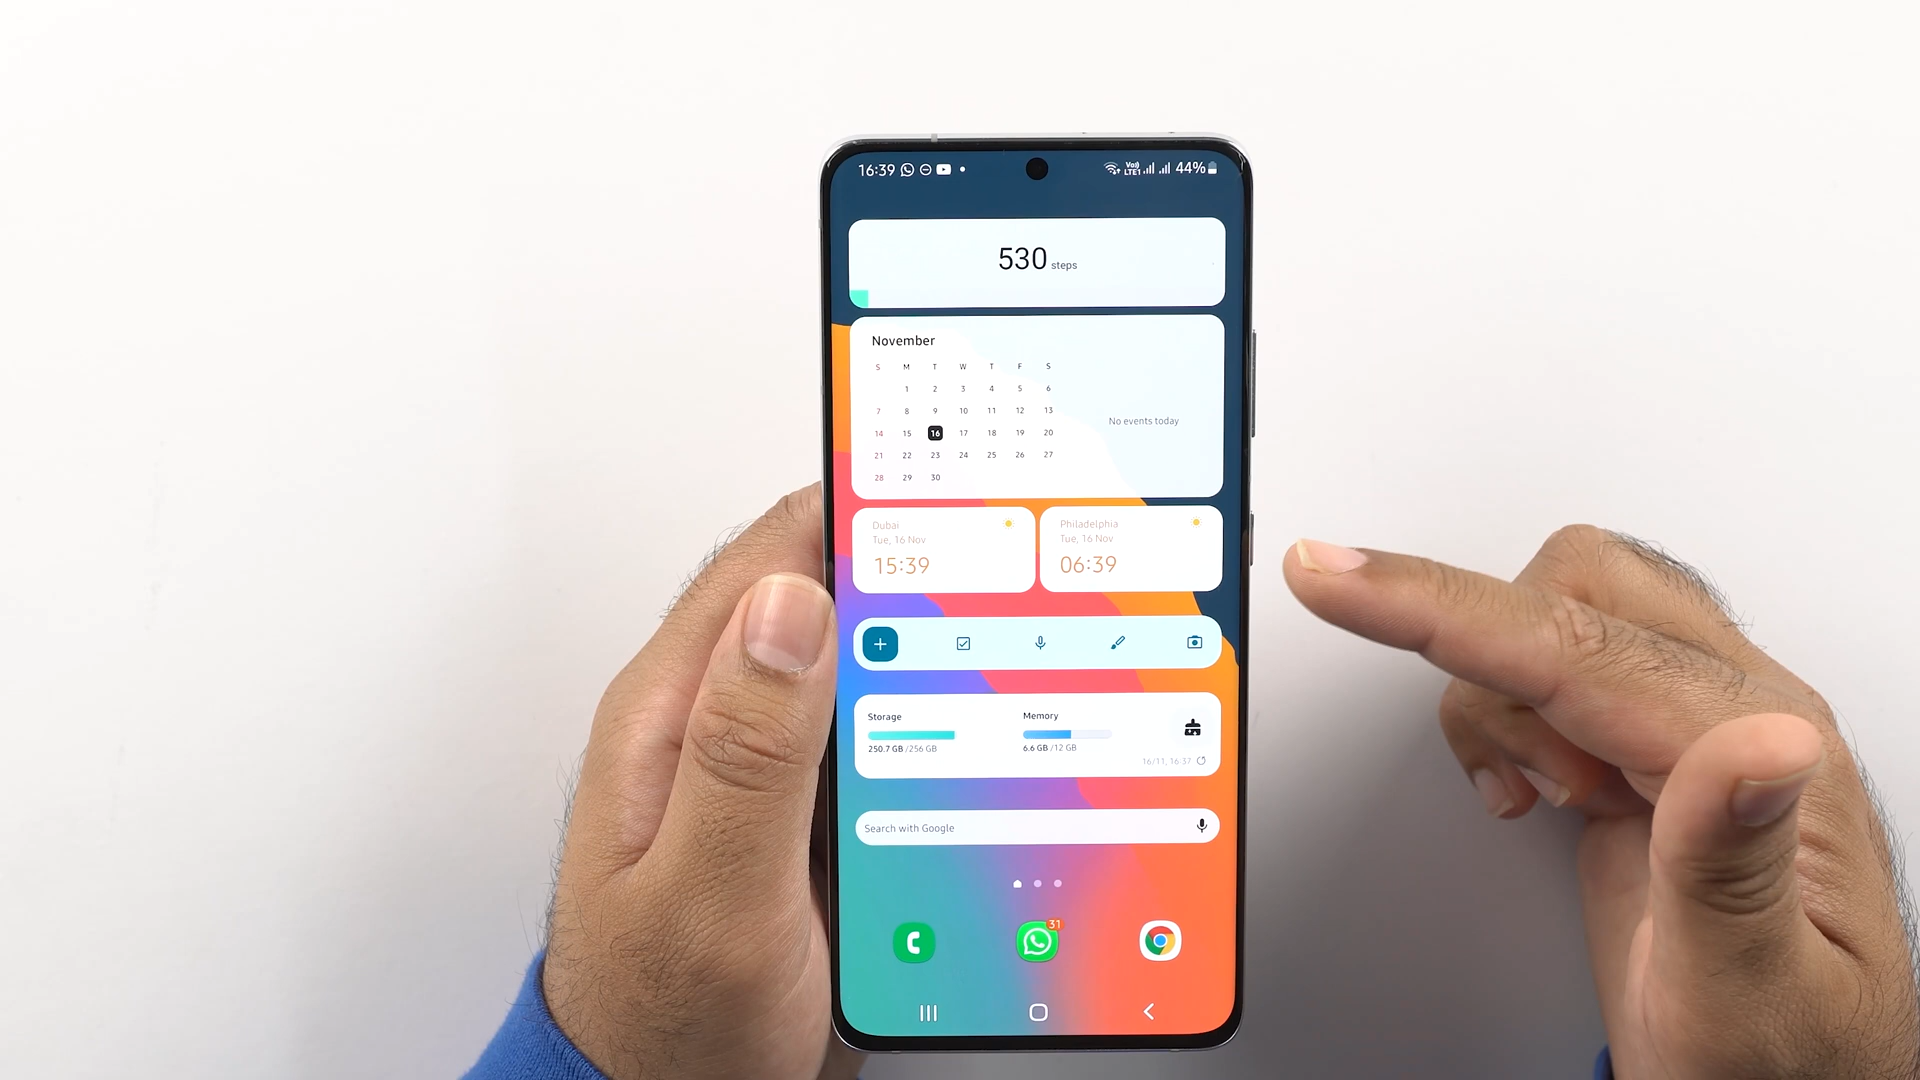 16:39 VoD LTE1 44%
530 steps
November
S M T W T F S
1 2 3 4 5 6
7 8 9 10 11 12 13
14 15 16 17 18 19 20
21 22 23 24 25 26 27
28 29 30
No events today
Dubai
Tue, 16 Nov
15:39
Philadelphia
Tue, 16 Nov
06:39
Storage
250.7 GB /256 GB
Memory
6.6 GB /12 GB
16/11, 16:37
Search with Google
31